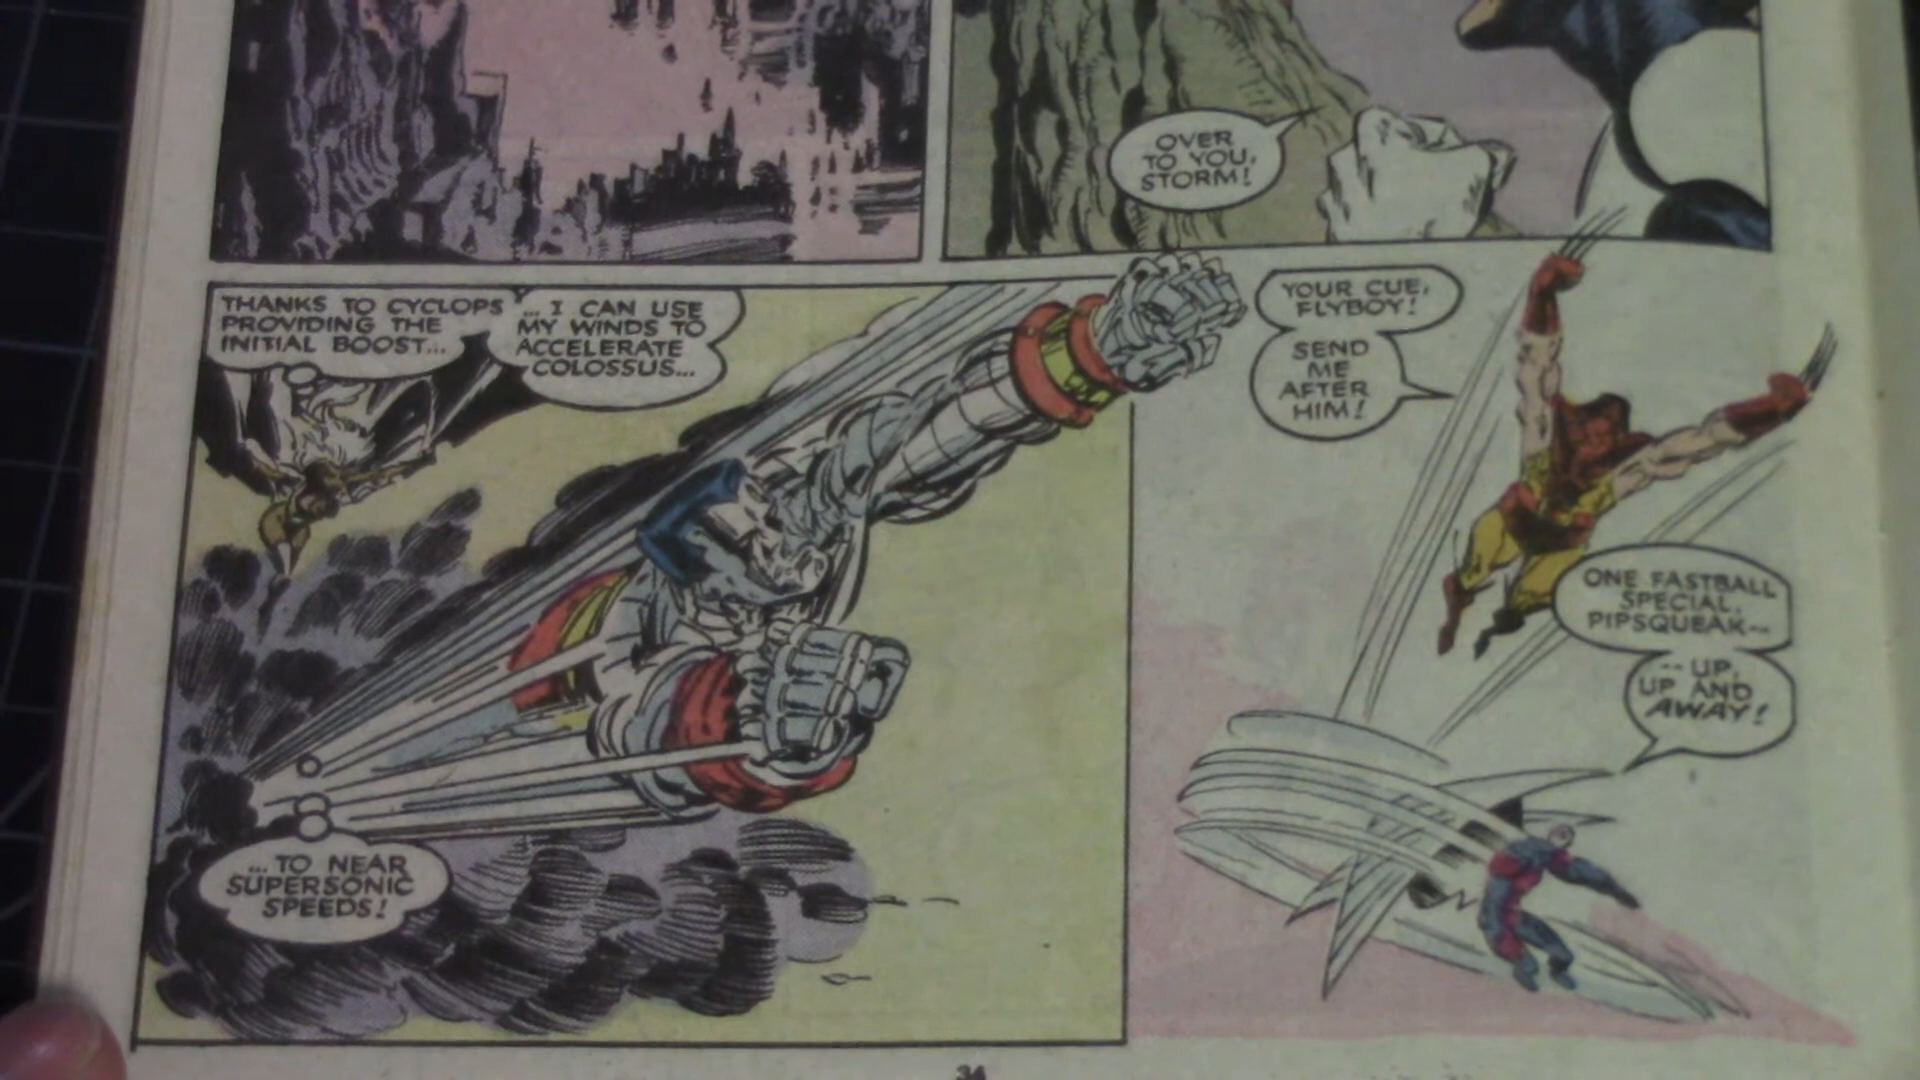 OVER
TO YOU,
STORM!
THANKS TO CYCLOPS
PROVIDING THE
INITIAL BOOST...
... I CAN USE
MY WINDS TO
ACCELERATE
COLOSSUS...
... TO NEAR
SUPERSONIC
SPEEDS!
YOUR CUE,
FLYBOY!
SEND
ME
AFTER
HIM!
ONE FASTBALL
SPECIAL,
PIPSQUEAK--
-- UP,
UP AND
AWAY!
34